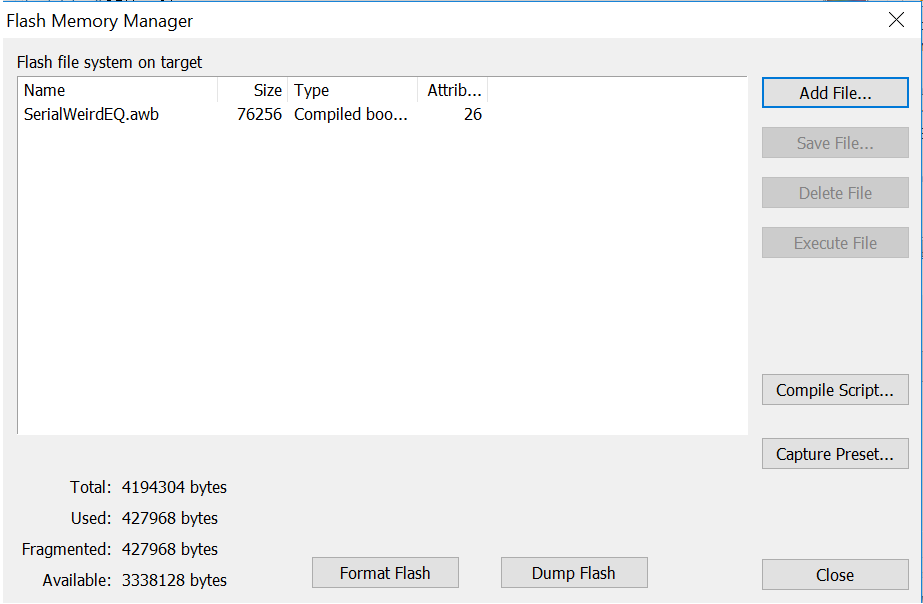 Flash Memory Manager
Flash file system on target
Name Size Type Attrib...
SerialWeirdEQ.awb 76256 Compiled boo... 26
Add File...
Save File...
Delete File
Execute File
Compile Script...
Capture Preset...
Total: 4194304 bytes
Used: 427968 bytes
Fragmented: 427968 bytes
Available: 3338128 bytes
Format Flash
Dump Flash
Close